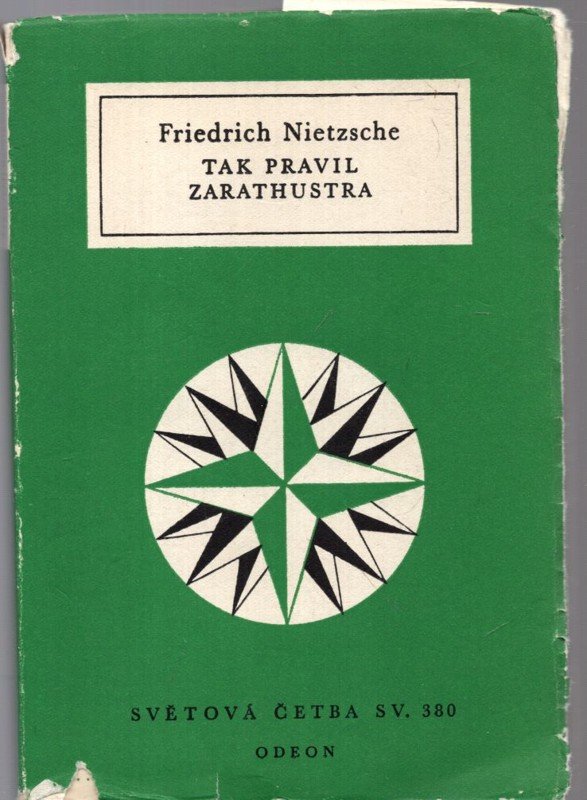 Friedrich Nietzsche
TAK PRAVIL
ZARATHUSTRA
SVĚTOVÁ ČETBA SV. 380
ODEON